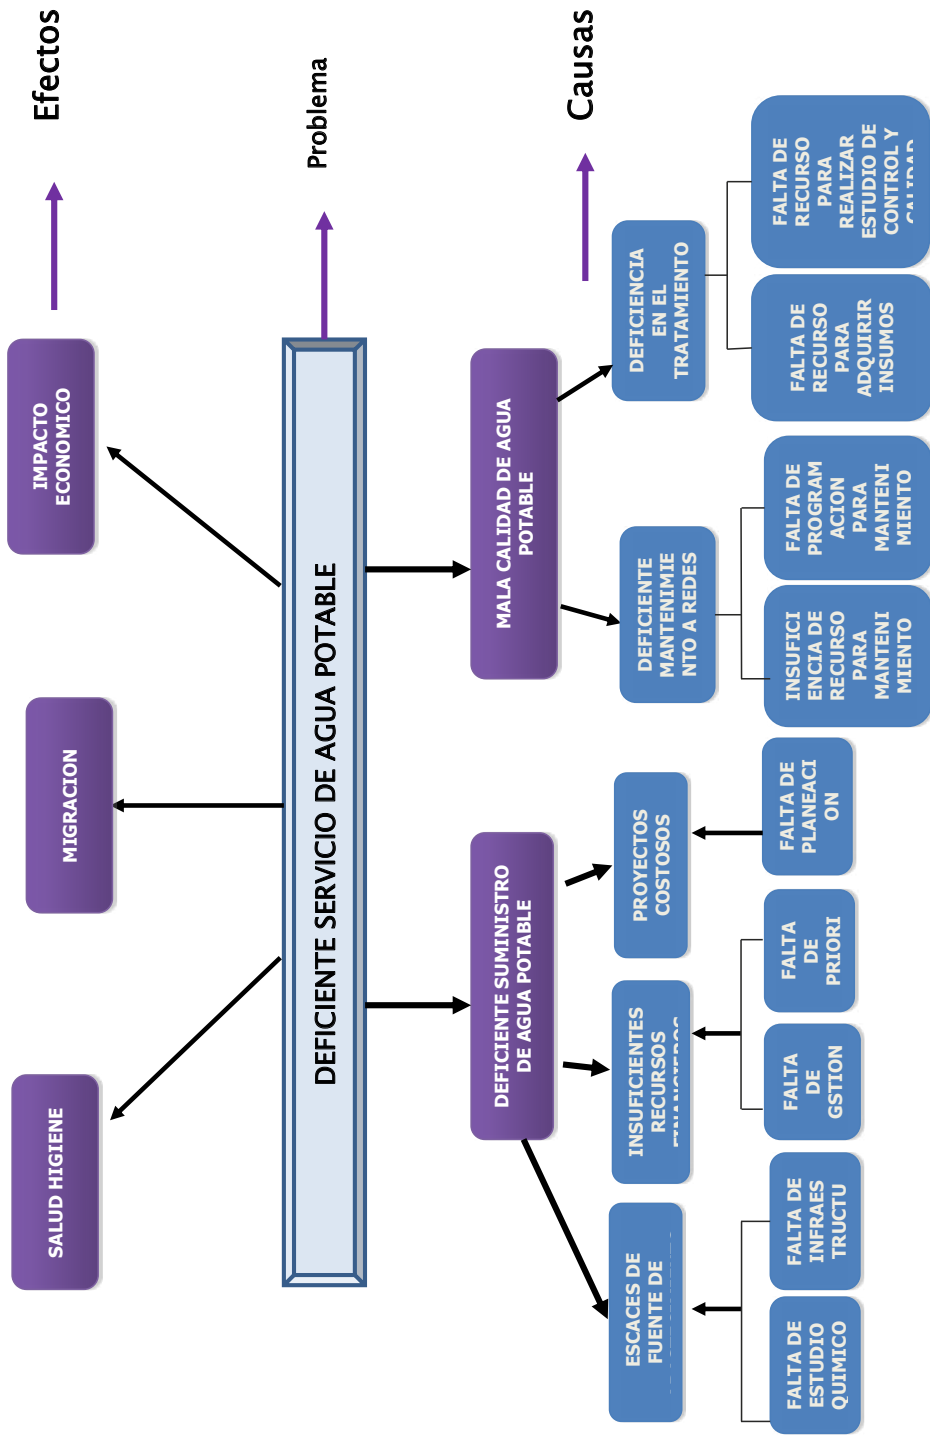 Efectos
SALUD HIGIENE
MIGRACION
IMPACTO
ECONOMICO
Problema
DEFICIENTE SERVICIO DE AGUA POTABLE
Causas
DEFICIENTE SUMINISTRO
DE AGUA POTABLE
MALA CALIDAD DE AGUA
POTABLE
ESCACES DE
FUENTE DE
INSUFICIENTES
RECURSOS
FINANCIEROS
PROYECTOS
COSTOSOS
DEFICIENTE
MANTENIMIE
NTO A REDES
DEFICIENCIA
EN EL
TRATAMIENTO
FALTA DE
ESTUDIO
QUIMICO
FALTA DE
INFRAES
TRUCTU
FALTA
DE
GSTION
FALTA
DE
PRIORI
FALTA DE
PLANEACI
ON
INSUFICI
ENCIA DE
RECURSO
PARA
MANTENI
MIENTO
FALTA DE
PROGRAM
ACION
PARA
MANTENI
MIENTO
FALTA DE
RECURSO
PARA
ADQUIRIR
INSUMOS
FALTA DE
RECURSO
PARA
REALIZAR
ESTUDIO DE
CONTROL Y
CALIDAD